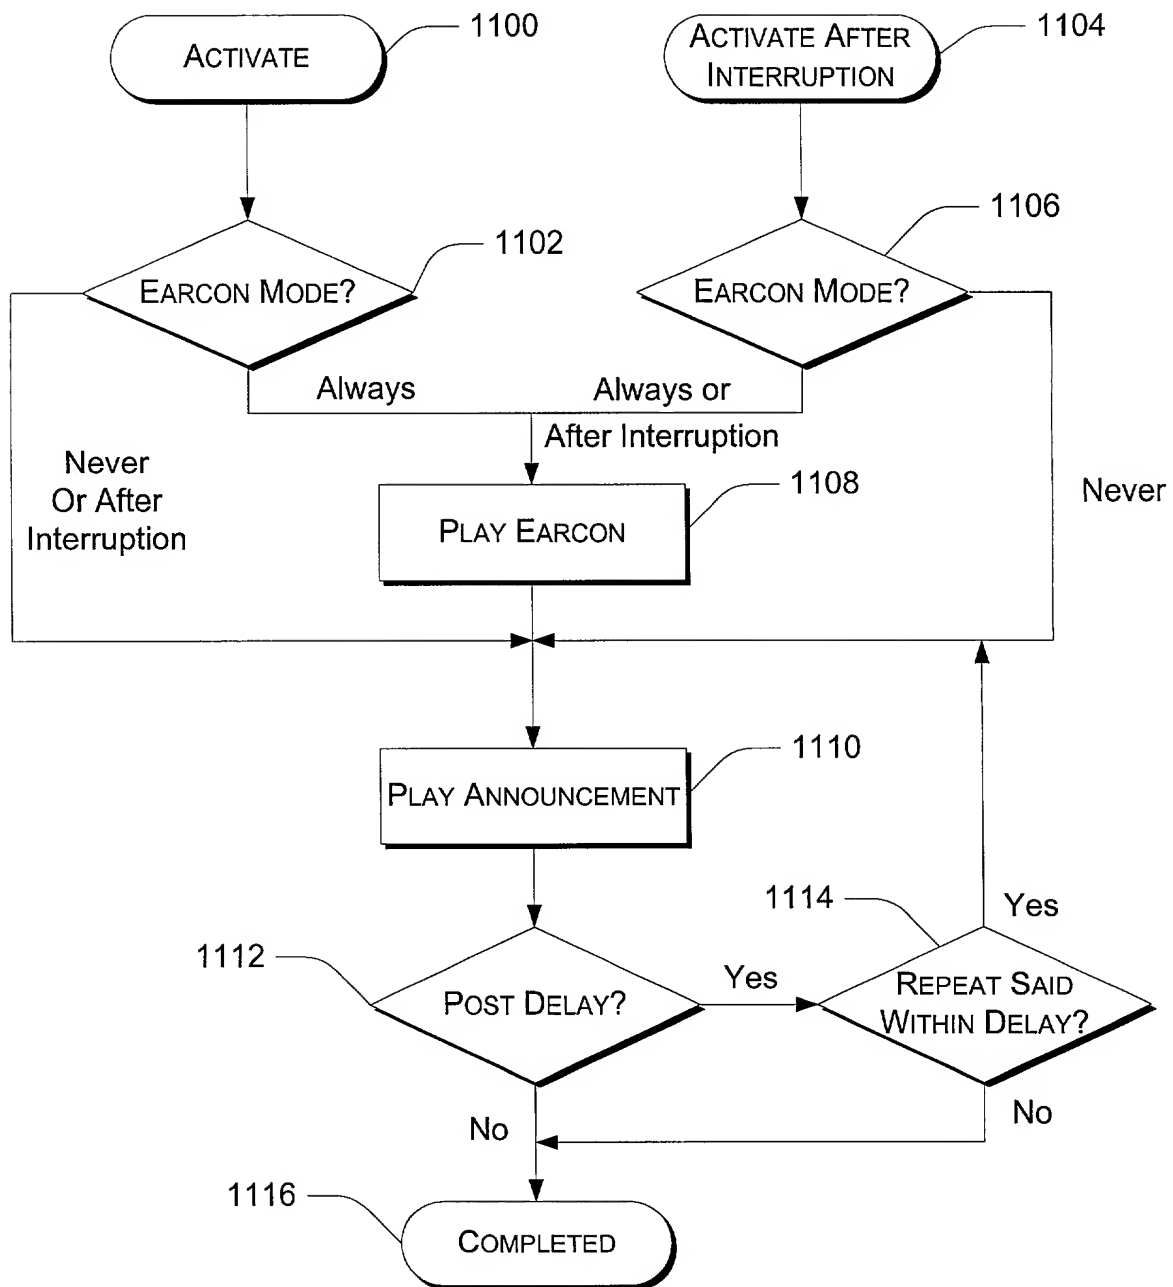 ACTIVATE
1100
ACTIVATE AFTER
INTERRUPTION
1104
EARCON MODE?
1102
EARCON MODE?
1106
Always
Always or
After Interruption
Never
Or After
Interruption
PLAY EARCON
1108
Never
PLAY ANNOUNCEMENT
1110
1112
POST DELAY?
Yes
1114
Yes
REPEAT SAID
WITHIN DELAY?
No
No
1116
COMPLETED